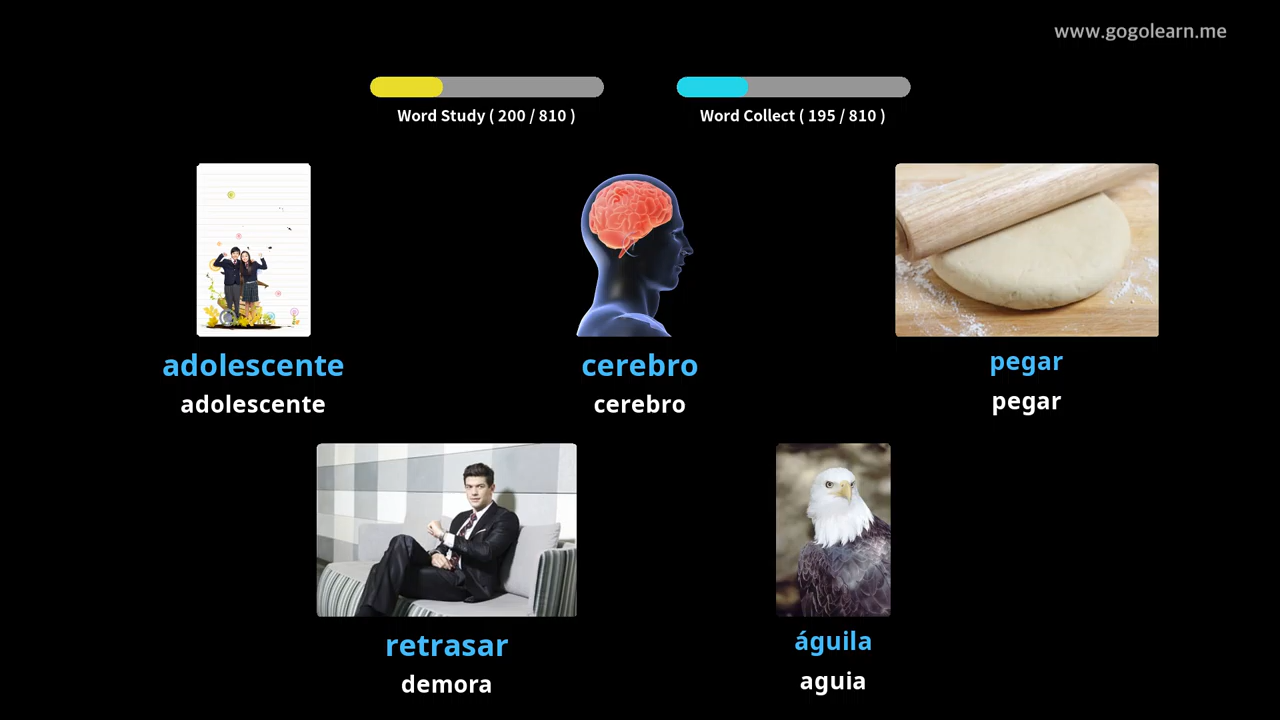 www.gogolearn.me
Word Study ( 200 / 810 )
Word Collect ( 195 / 810 )
adolescente
adolescente
cerebro
cerebro
pegar
pegar
retrasar
demora
águila
aguia